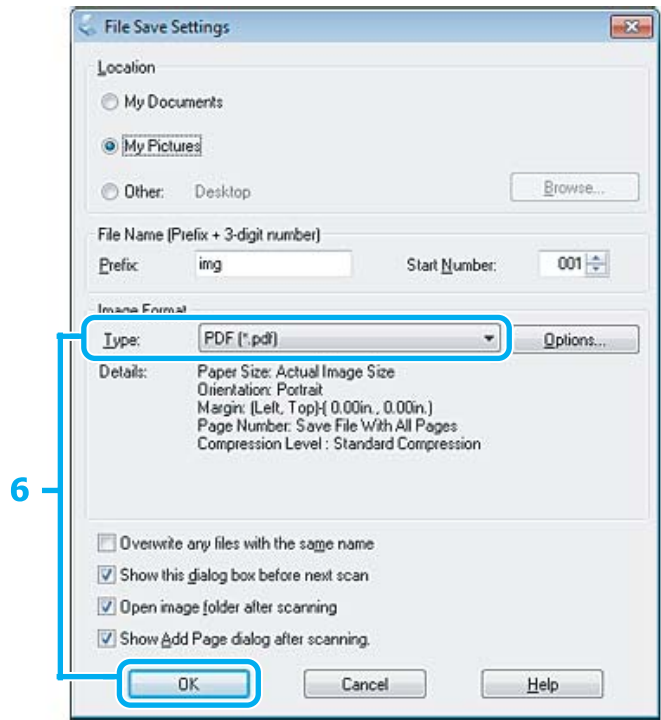 File Save Settings
Location
My Documents
My Pictures
Other: Desktop Browse...
File Name (Prefix + 3-digit number)
Prefix: img Start Number: 001
Image Format
Type: PDF (*.pdf) Options...
Details: Paper Size: Actual Image Size
Orientation: Portrait
Margin: (Left, Top)-( 0.00in., 0.00in.)
Page Number: Save File With All Pages
Compression Level : Standard Compression
6
Overwrite any files with the same name
Show this dialog box before next scan
Open image folder after scanning
Show Add Page dialog after scanning.
OK Cancel Help